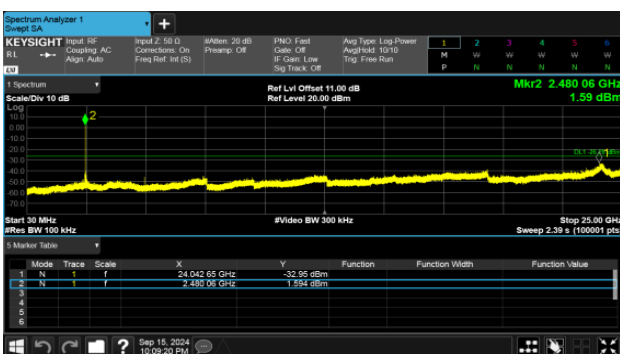 Spectrum Analyzer 1
Swept SA
KEYSIGHT
RL
Input: RF
Coupling: AC
Align: Auto
Input Z: 50 Ω
Corrections: On
Freq Ref: Int (S)
#Atten: 20 dB
Preamp: Off
PNO: Fast
Gate: Off
IF Gain: Low
Sig Track: Off
Avg Type: Log-Power
Avg|Hold: 10/10
Trig: Free Run
1 2 3 4 5 6
M W W W W W
P N N N N N
1 Spectrum
Scale/Div 10 dB
Ref Lvl Offset 11.00 dB
Ref Level 20.00 dBm
Mkr2 2.480 06 GHz
1.59 dBm
Log
10.0
0.00
-10.0
-20.0
-30.0
-40.0
-50.0
-60.0
-70.0
2
1
Start 30 MHz
#Res BW 100 kHz
#Video BW 300 kHz
Stop 25.00 GHz
Sweep 2.39 s (100001 pts)
5 Marker Table
Mode Trace Scale X Y Function Function Width Function Value
1 N 1 f 24.042 65 GHz -32.95 dBm
2 N 1 f 2.480 06 GHz 1.594 dBm
3
4
5
6
?
Sep 15, 2024
10:09:20 PM